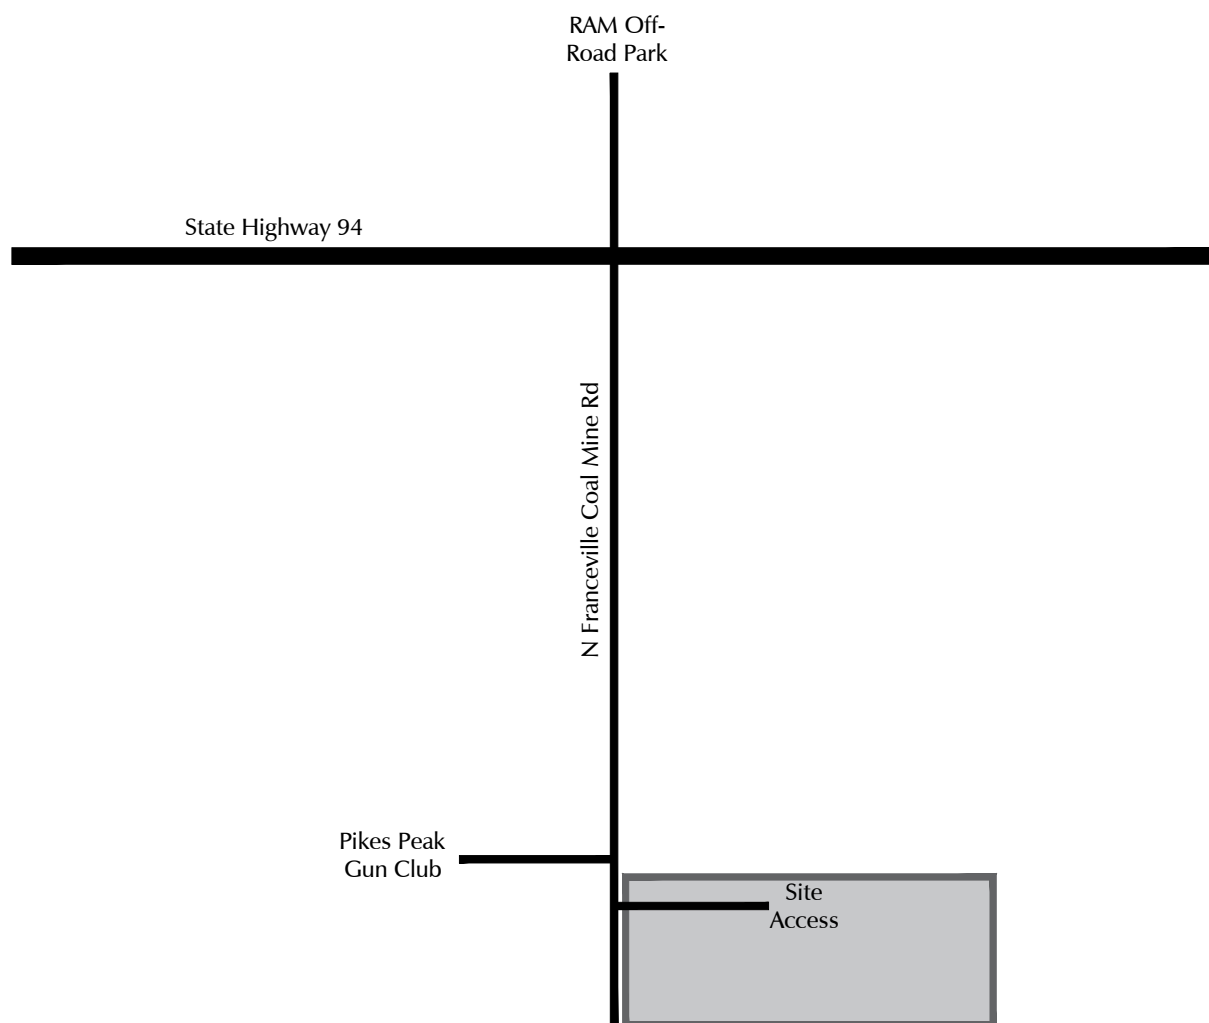 RAM Off-
Road Park
State Highway 94
N Franceville Coal Mine Rd
Pikes Peak
Gun Club
Site
Access